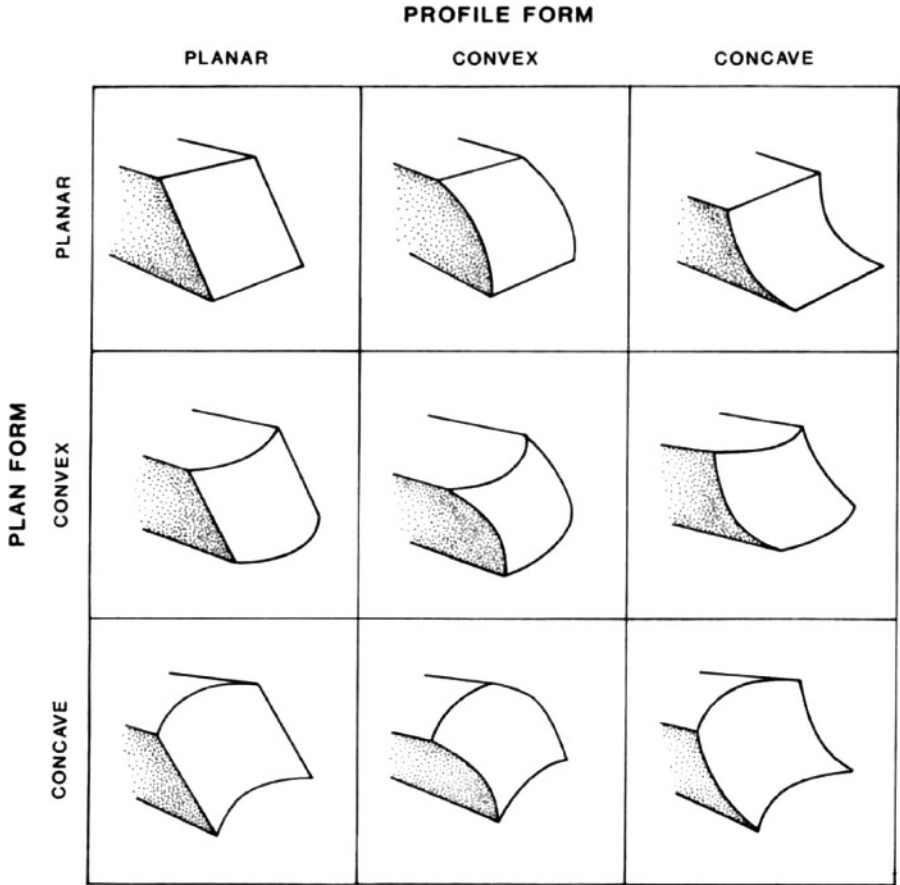 PROFILE FORM
PLANAR CONVEX CONCAVE
PLAN FORM
PLANAR
CONVEX
CONCAVE